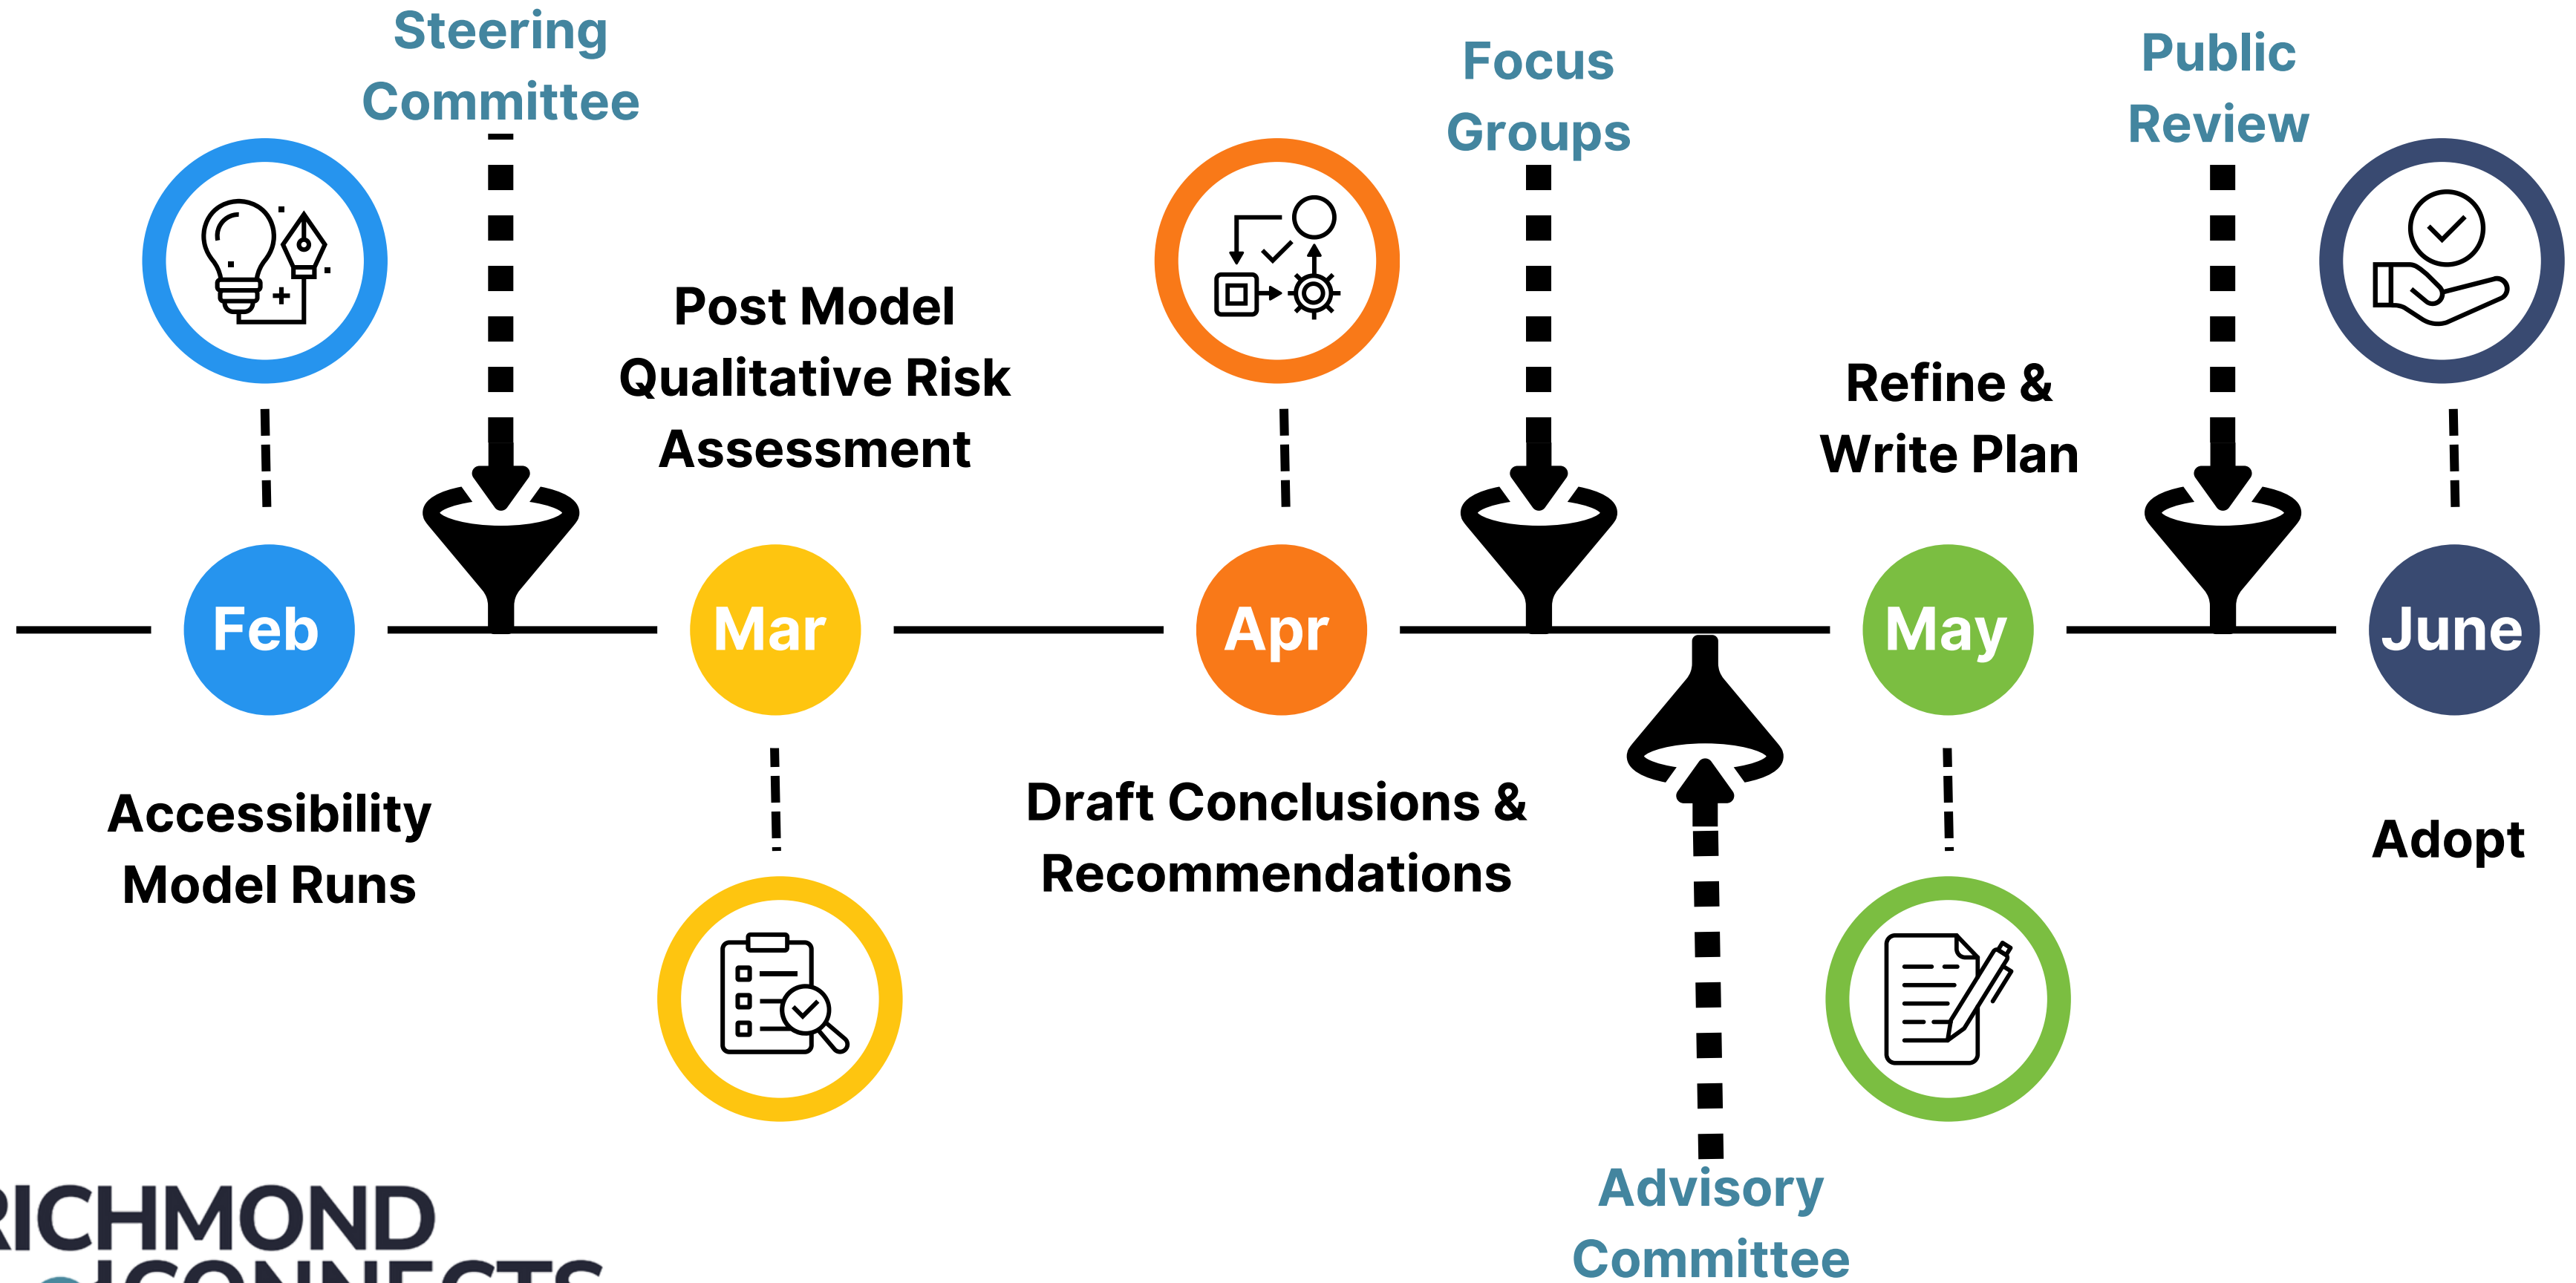 Steering
Committee
Focus
Groups
Public
Review
Post Model
Qualitative Risk
Assessment
Refine &
Write Plan
Feb
Mar
Apr
May
June
Accessibility
Model Runs
Draft Conclusions &
Recommendations
Adopt
Advisory
Committee
RICHMOND
CONNECTS